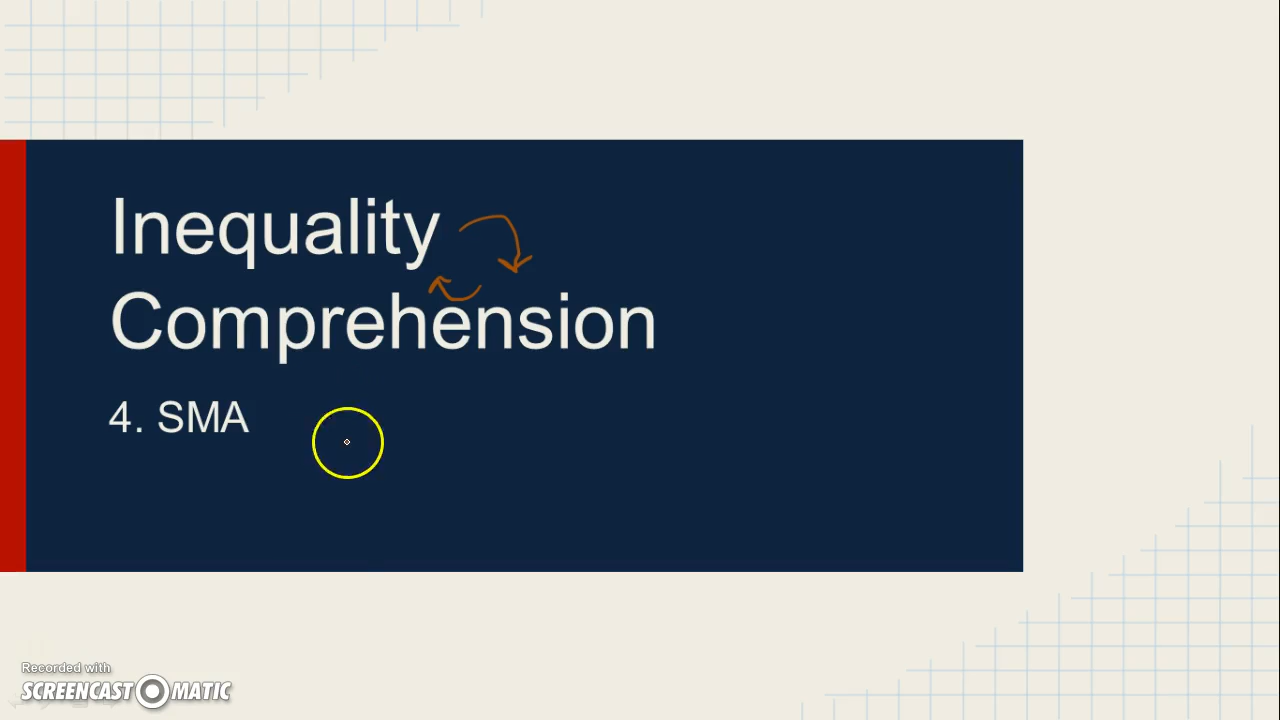 Inequality
Comprehension
4. SMA
Recorded with
SCREENCAST MATIC